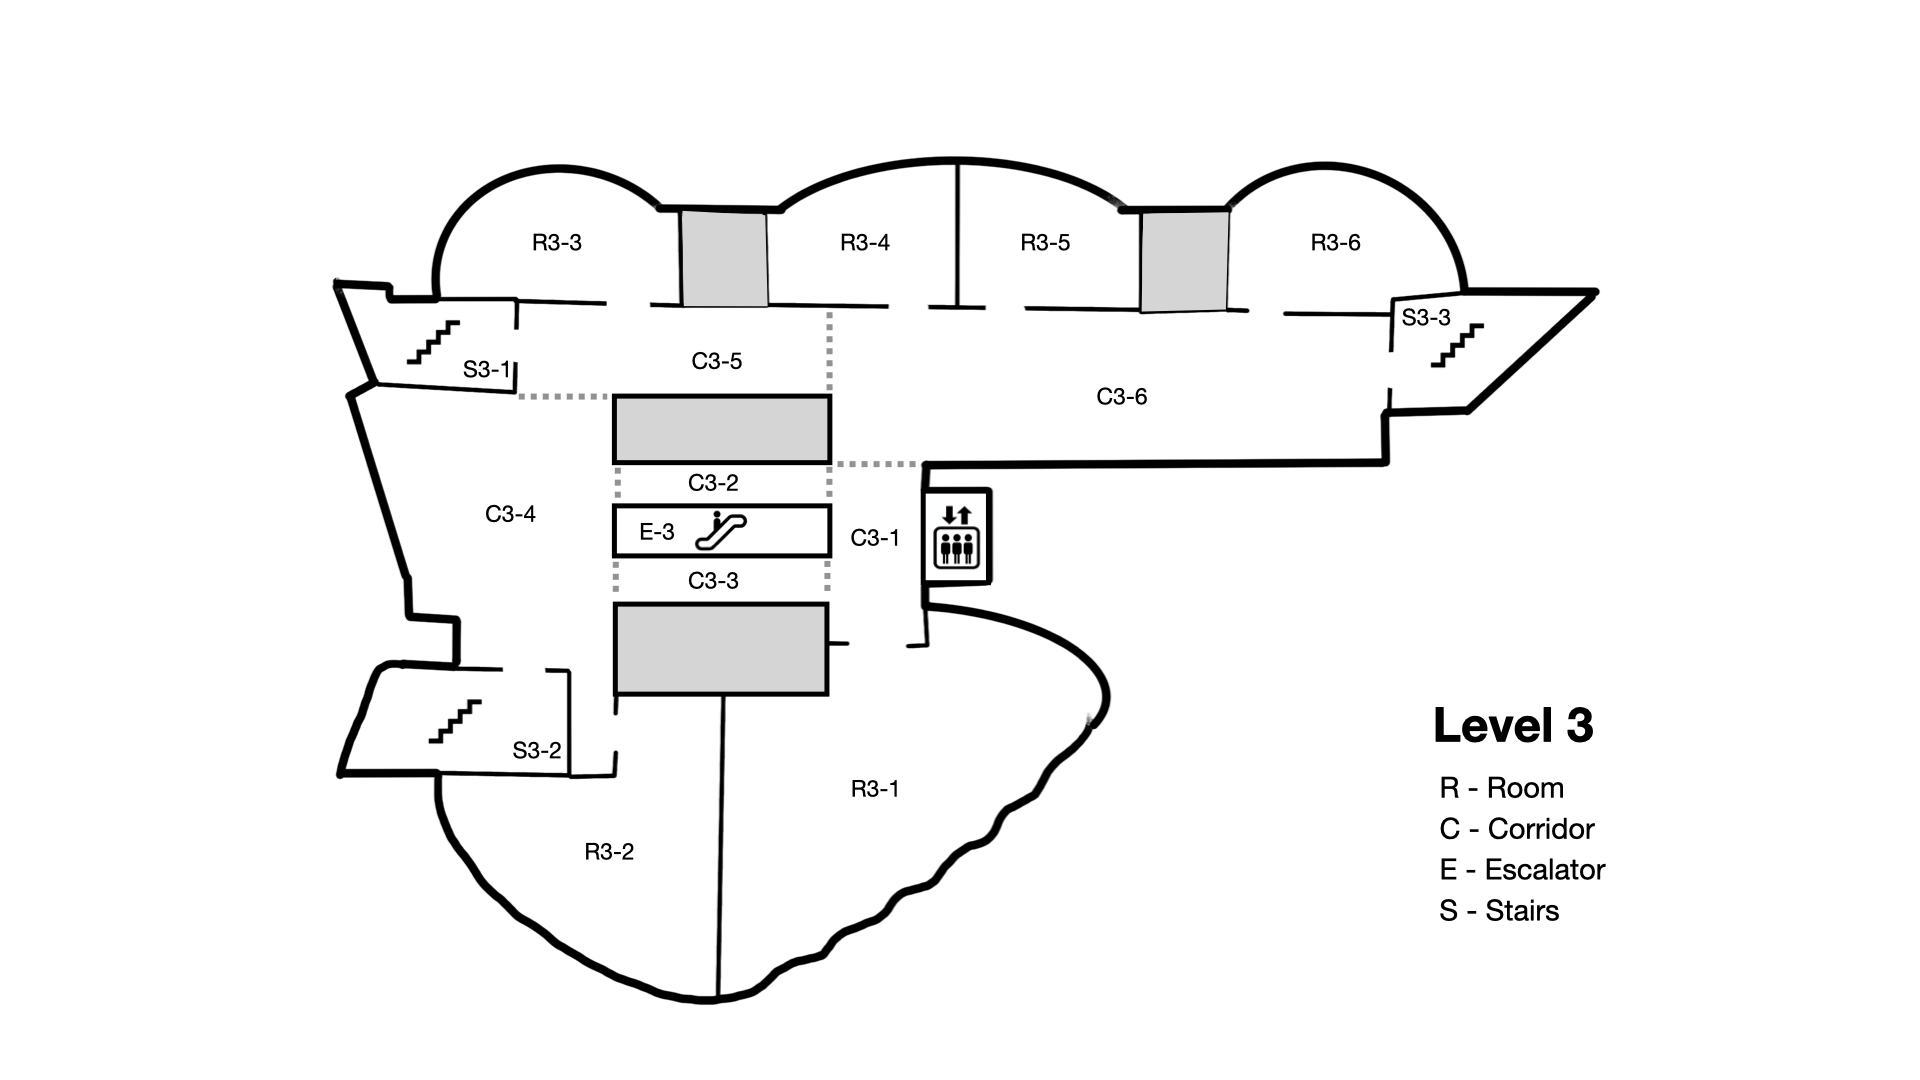 R3-3
R3-4
R3-5
R3-6
S3-3
S3-1
C3-5
C3-6
C3-2
C3-4
E-3
C3-1
C3-3
S3-2
R3-1
R3-2
Level 3
R - Room
C - Corridor
E - Escalator
S - Stairs